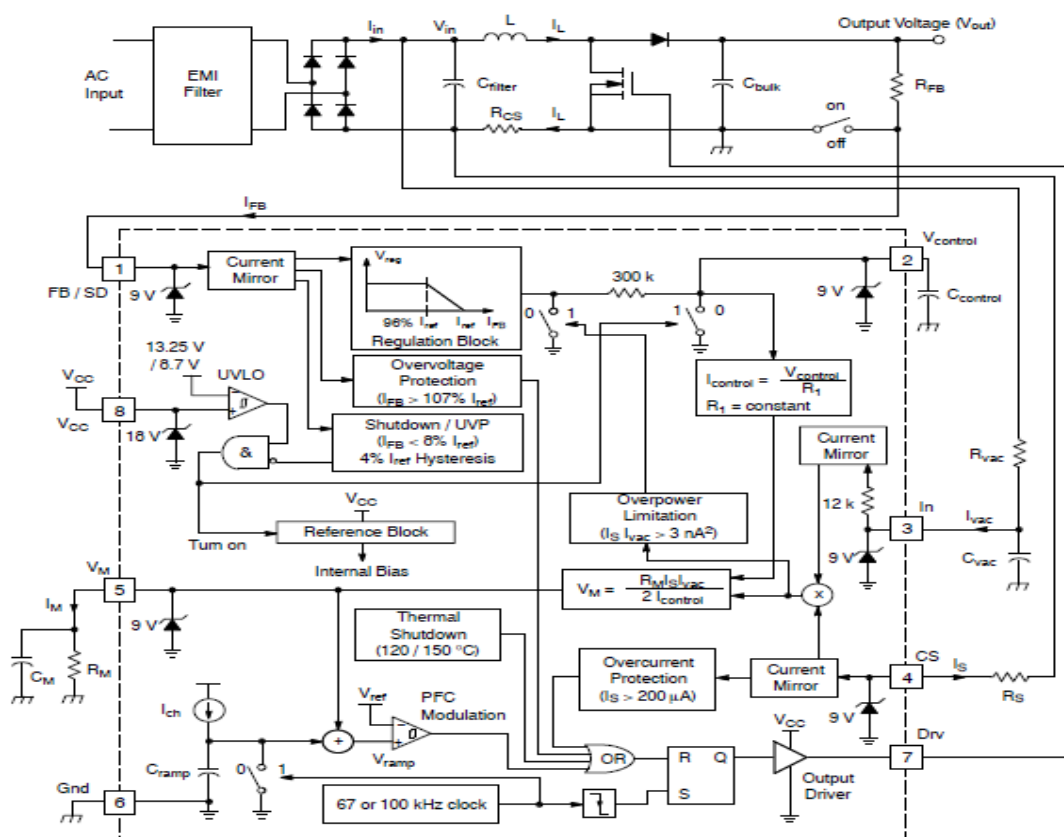 AC
Input
EMI
Filter
Iin
Vin
L
IL
Output Voltage (Vout)
Cfilter
Cbulk
RFB
RCS
IL
on
off
IFB
1
FB / SD
9 V
Current
Mirror
Vreg
96% Iref
Iref
IFB
Regulation Block
0
1
300 k
1
0
9 V
2
Vcontrol
Ccontrol
13.25 V
/ 8.7 V
UVLO
VCC
8
VCC
18 V
&
Overvoltage
Protection
(IFB > 107% Iref)
Shutdown / UVP
(IFB < 8% Iref)
4% Iref Hysteresis
Icontrol = Vcontrol / R1
R1 = constant
Current
Mirror
12 k
In
3
Ivac
Rvac
9 V
Cvac
VCC
Reference Block
Turn on
Internal Bias
Overpower
Limitation
(IS Ivac > 3 nA²)
VM
5
IM
9 V
CM
RM
VM = RMISIvac / 2 Icontrol
x
Thermal
Shutdown
(120 / 150 °C)
Overcurrent
Protection
(IS > 200 μA)
Current
Mirror
CS
4
IS
RS
9 V
Ich
Vref
PFC
Modulation
+
Vramp
Cramp
0
1
Gnd
6
67 or 100 kHz clock
OR
R
Q
S
VCC
Output
Driver
Drv
7